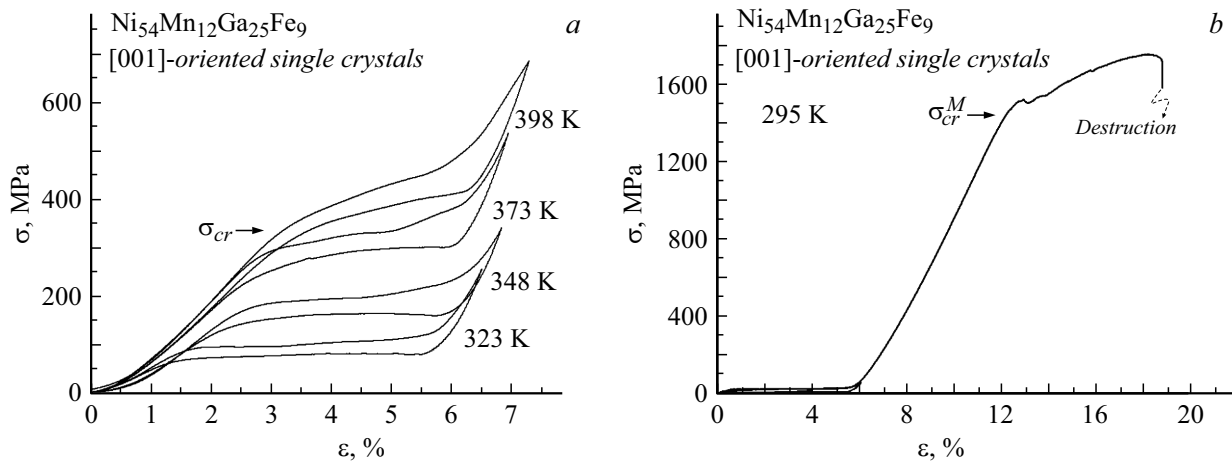 Ni54Mn12Ga25Fe9
a
[001]-oriented single crystals
600
400
200
0
σ, MPa
398 K
373 K
348 K
323 K
σcr
0 1 2 3 4 5 6 7
ε, %
Ni54Mn12Ga25Fe9
b
[001]-oriented single crystals
1600
1200
1800
400
0
σ, MPa
295 K
σcr^M
Destruction
0 4 8 12 16 20
ε, %